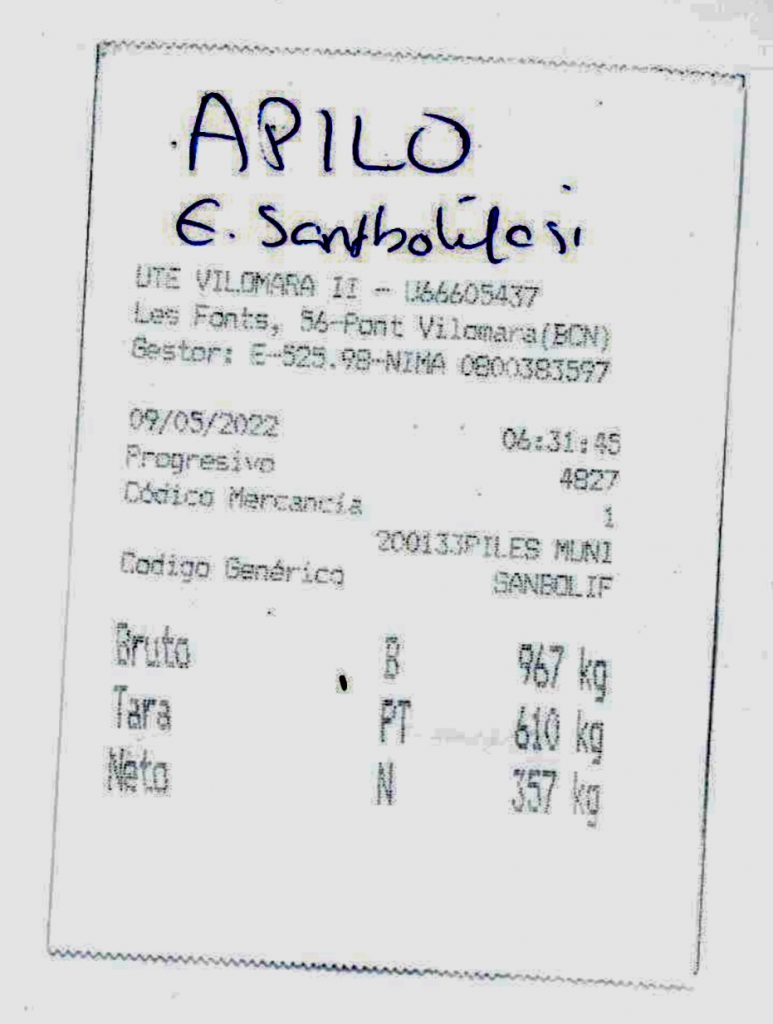 APILO
E. Santbolifasi
UTE VILOMARA II - U66605437
Les Fonts, 56-Pont Vilomara(BCN)
Gestor: E-525.98-NIMA 0800383597
09/05/2022 06:31:45
Progresivo 4827
Códico Mercancía 1
200133PILES MUNI
Codigo Genérico SANBOLIF
Bruto B 967 kg
Tara PT 610 kg
Neto N 357 kg